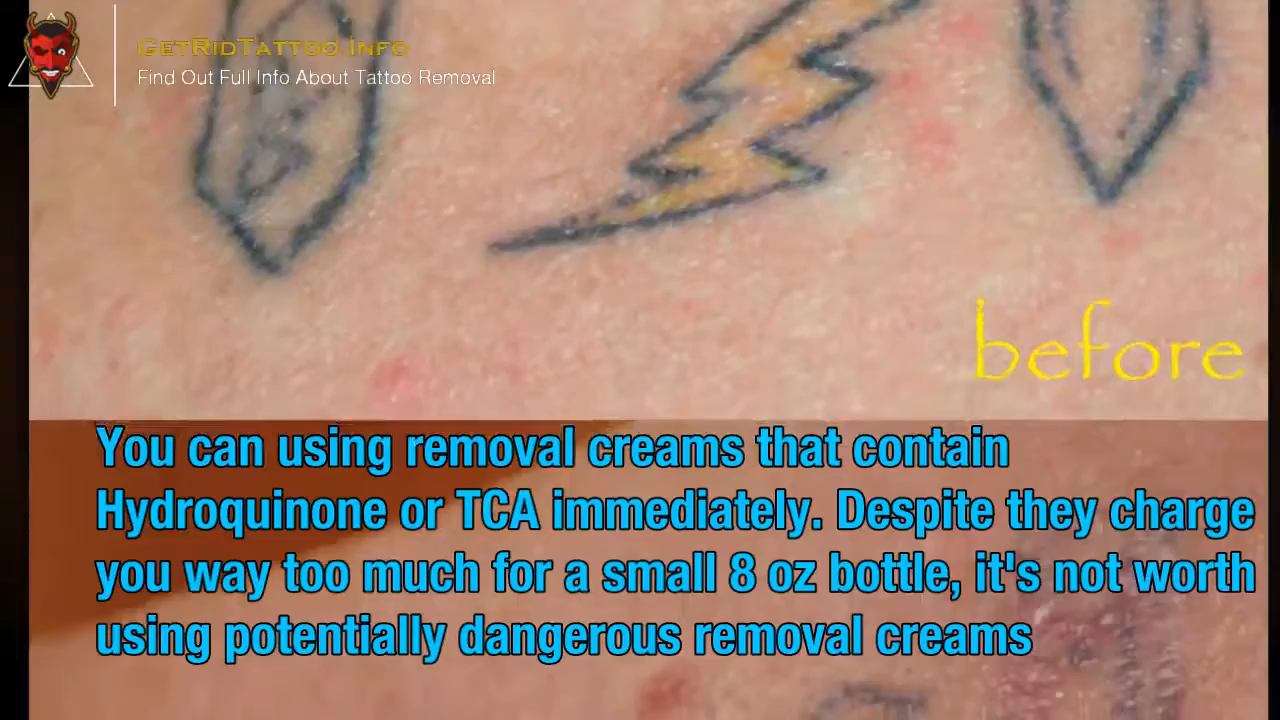 GetRidTattoo.Info
Find Out Full Info About Tattoo Removal
before
You can using removal creams that contain
Hydroquinone or TCA immediately. Despite they charge
you way too much for a small 8 oz bottle, it's not worth
using potentially dangerous removal creams